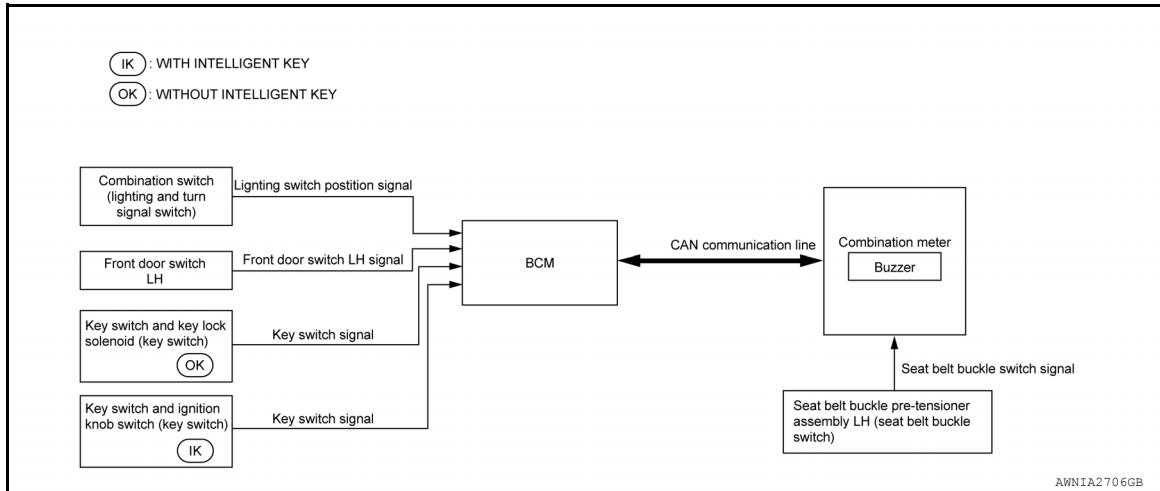 IK : WITH INTELLIGENT KEY
OK : WITHOUT INTELLIGENT KEY
Combination switch
(lighting and turn
signal switch)
Lignting switch postition signal
Front door switch
LH
Front door switch LH signal
Key switch and key lock
solenoid (key switch)
OK
Key switch signal
Key switch and ignition
knob switch (key switch)
IK
Key switch signal
BCM
CAN communication line
Combination meter
Buzzer
Seat belt buckle switch signal
Seat belt buckle pre-tensioner
assembly LH (seat belt buckle
switch)
AWNIA2706GB